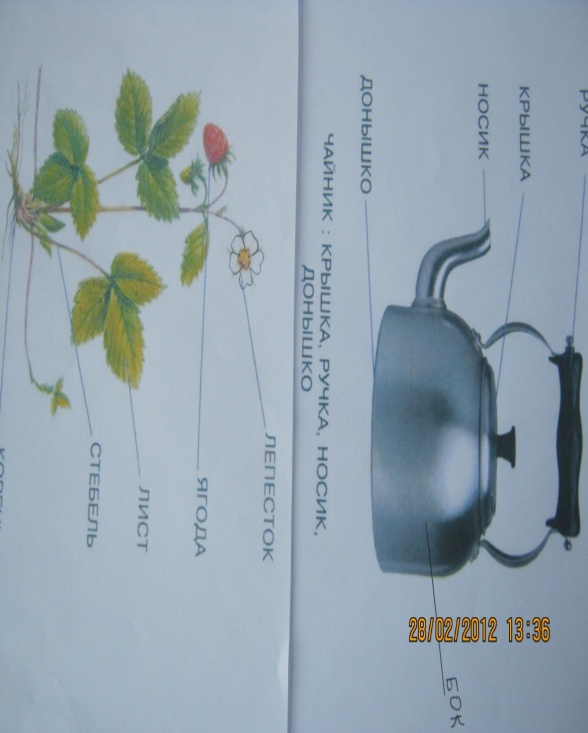 РУЧКА
КРЫШКА
НОСИК
ДОНЫШКО
БОК
ЧАЙНИК : КРЫШКА, РУЧКА, НОСИК,
ДОНЫШКО
ЛЕПЕСТОК
ЯГОДА
ЛИСТ
СТЕБЕЛЬ
28/02/2012 13:36